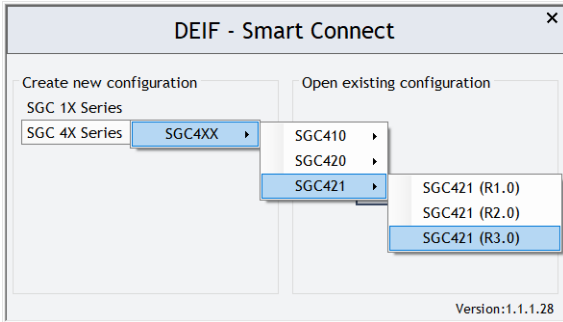 DEIF - Smart Connect
×
Create new configuration
Open existing configuration
SGC 1X Series
SGC 4X Series
SGC4XX
SGC410
SGC420
SGC421
SGC421 (R1.0)
SGC421 (R2.0)
SGC421 (R3.0)
Version:1.1.1.28